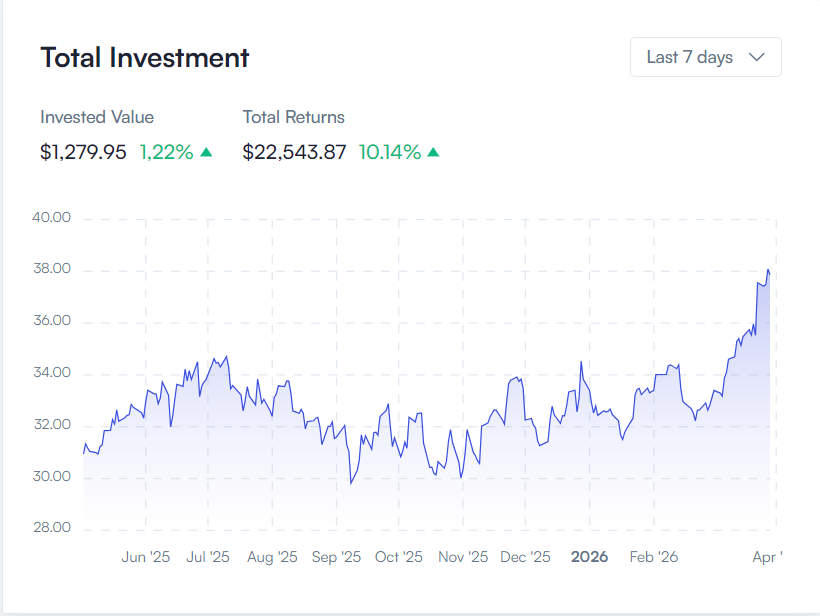 Total Investment
Last 7 days
Invested Value
Total Returns
$1,279.95 1,22%
$22,543.87 10.14%
40.00
38.00
36.00
34.00
32.00
30.00
28.00
Jun '25 Jul '25 Aug '25 Sep '25 Oct '25 Nov '25 Dec '25 2026 Feb '26 Apr '